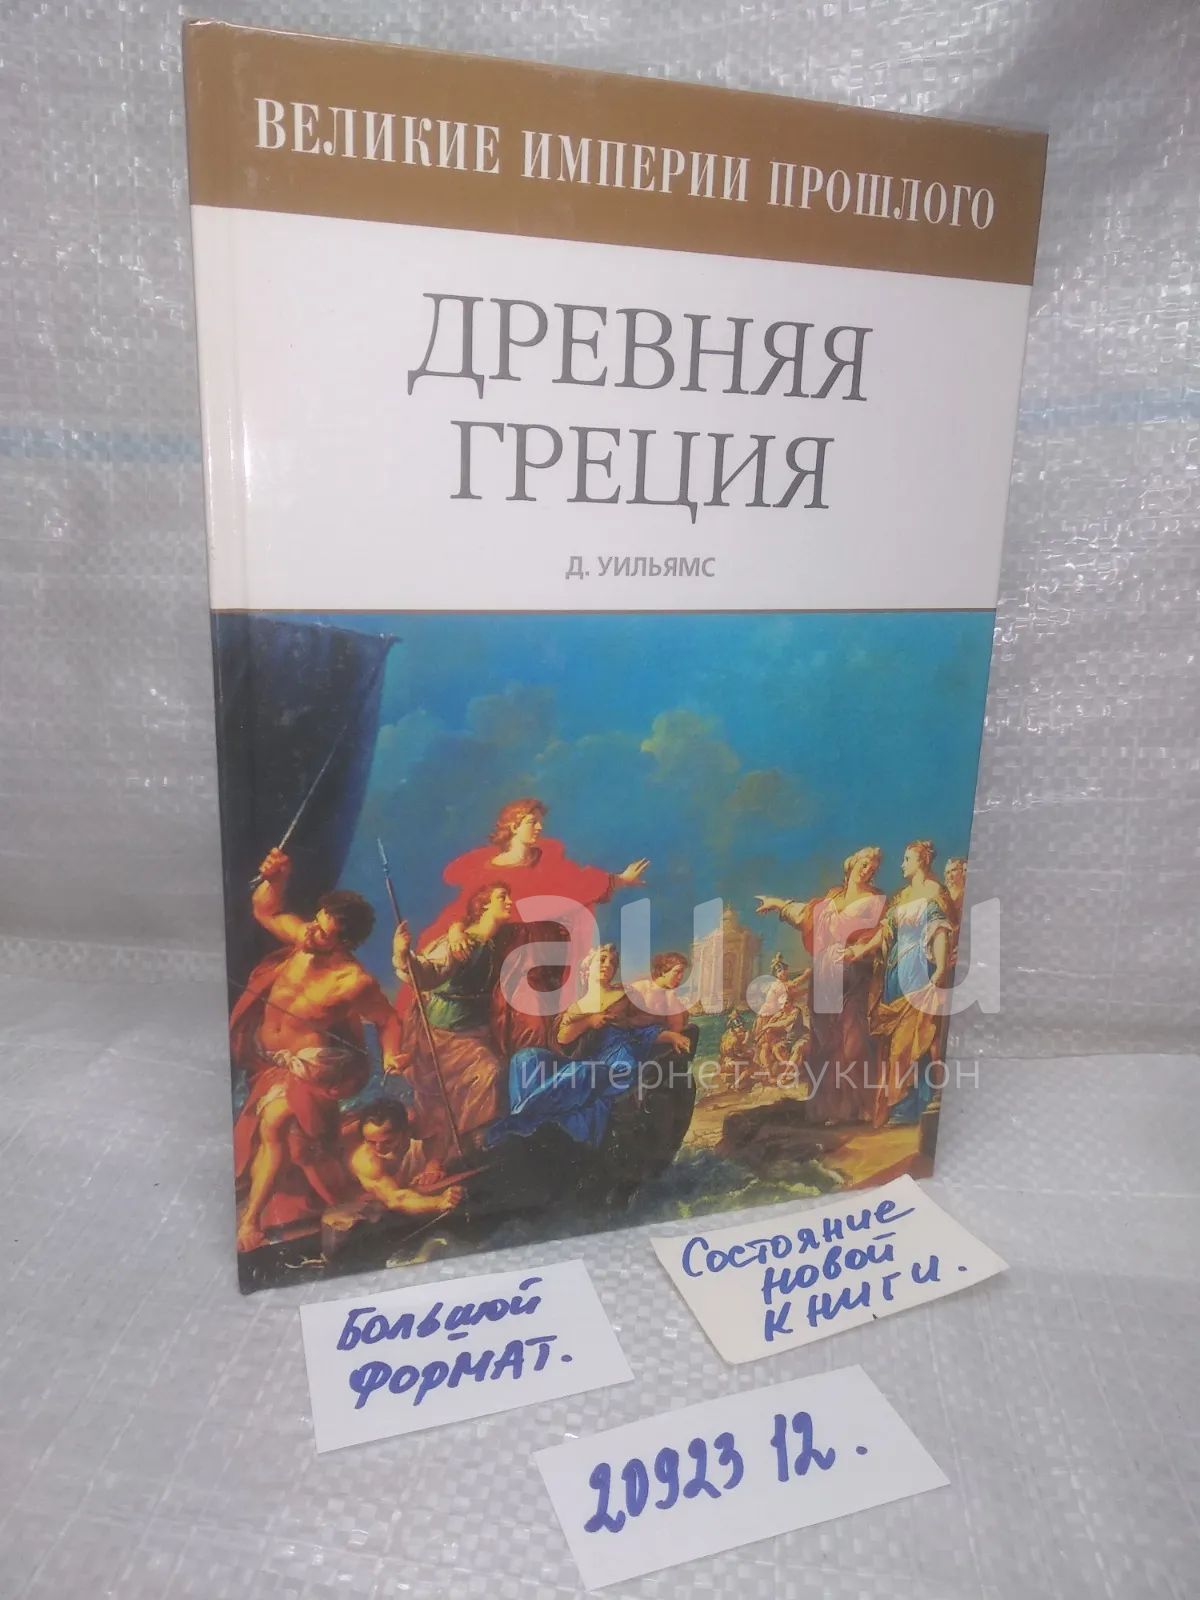 ВЕЛИКИЕ ИМПЕРИИ ПРОШЛОГО
ДРЕВНЯЯ
ГРЕЦИЯ
Д. УИЛЬЯМС
au.ru
интернет-аукцион
Состояние
новой
книги.
Большой
формат.
20923 12.